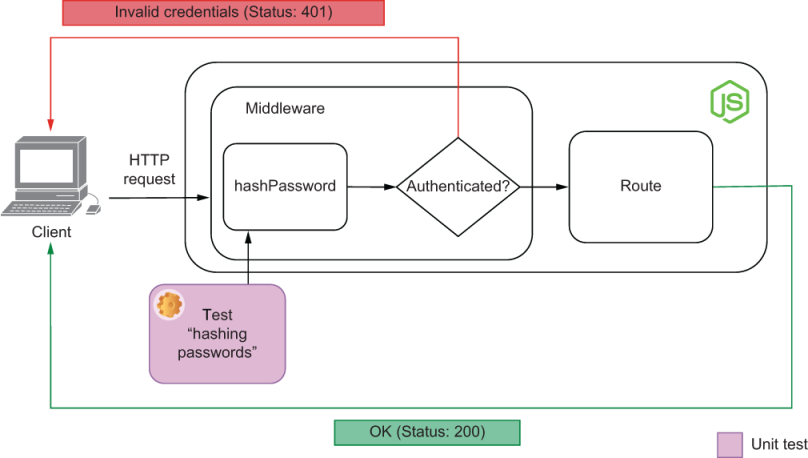 Invalid credentials (Status: 401)
Middleware
JS
HTTP
request
hashPassword
Authenticated?
Route
Client
Test
“hashing
passwords”
OK (Status: 200)
Unit test